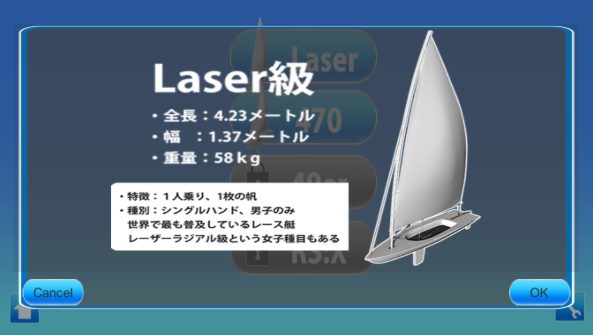 Laser級
・全長：4.23メートル
・幅　：1.37メートル
・重量：58kg
・特徴：１人乗り、1枚の帆
・種別：シングルハンド、男子のみ
世界で最も普及しているレース艇
レーザーラジアル級という女子種目もある
Laser
470
49er
RS:X
Cancel
OK